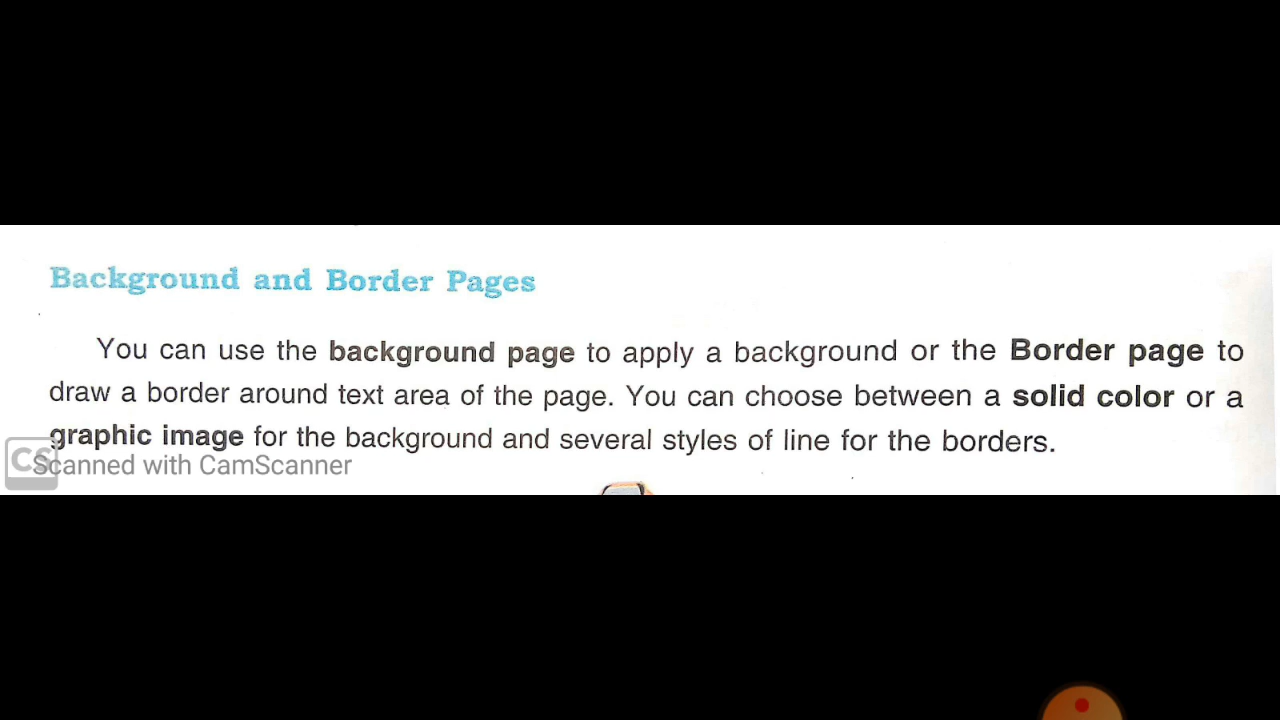 Background and Border Pages
You can use the background page to apply a background or the Border page to
draw a border around text area of the page. You can choose between a solid color or a
graphic image for the background and several styles of line for the borders.
CS Scanned with CamScanner